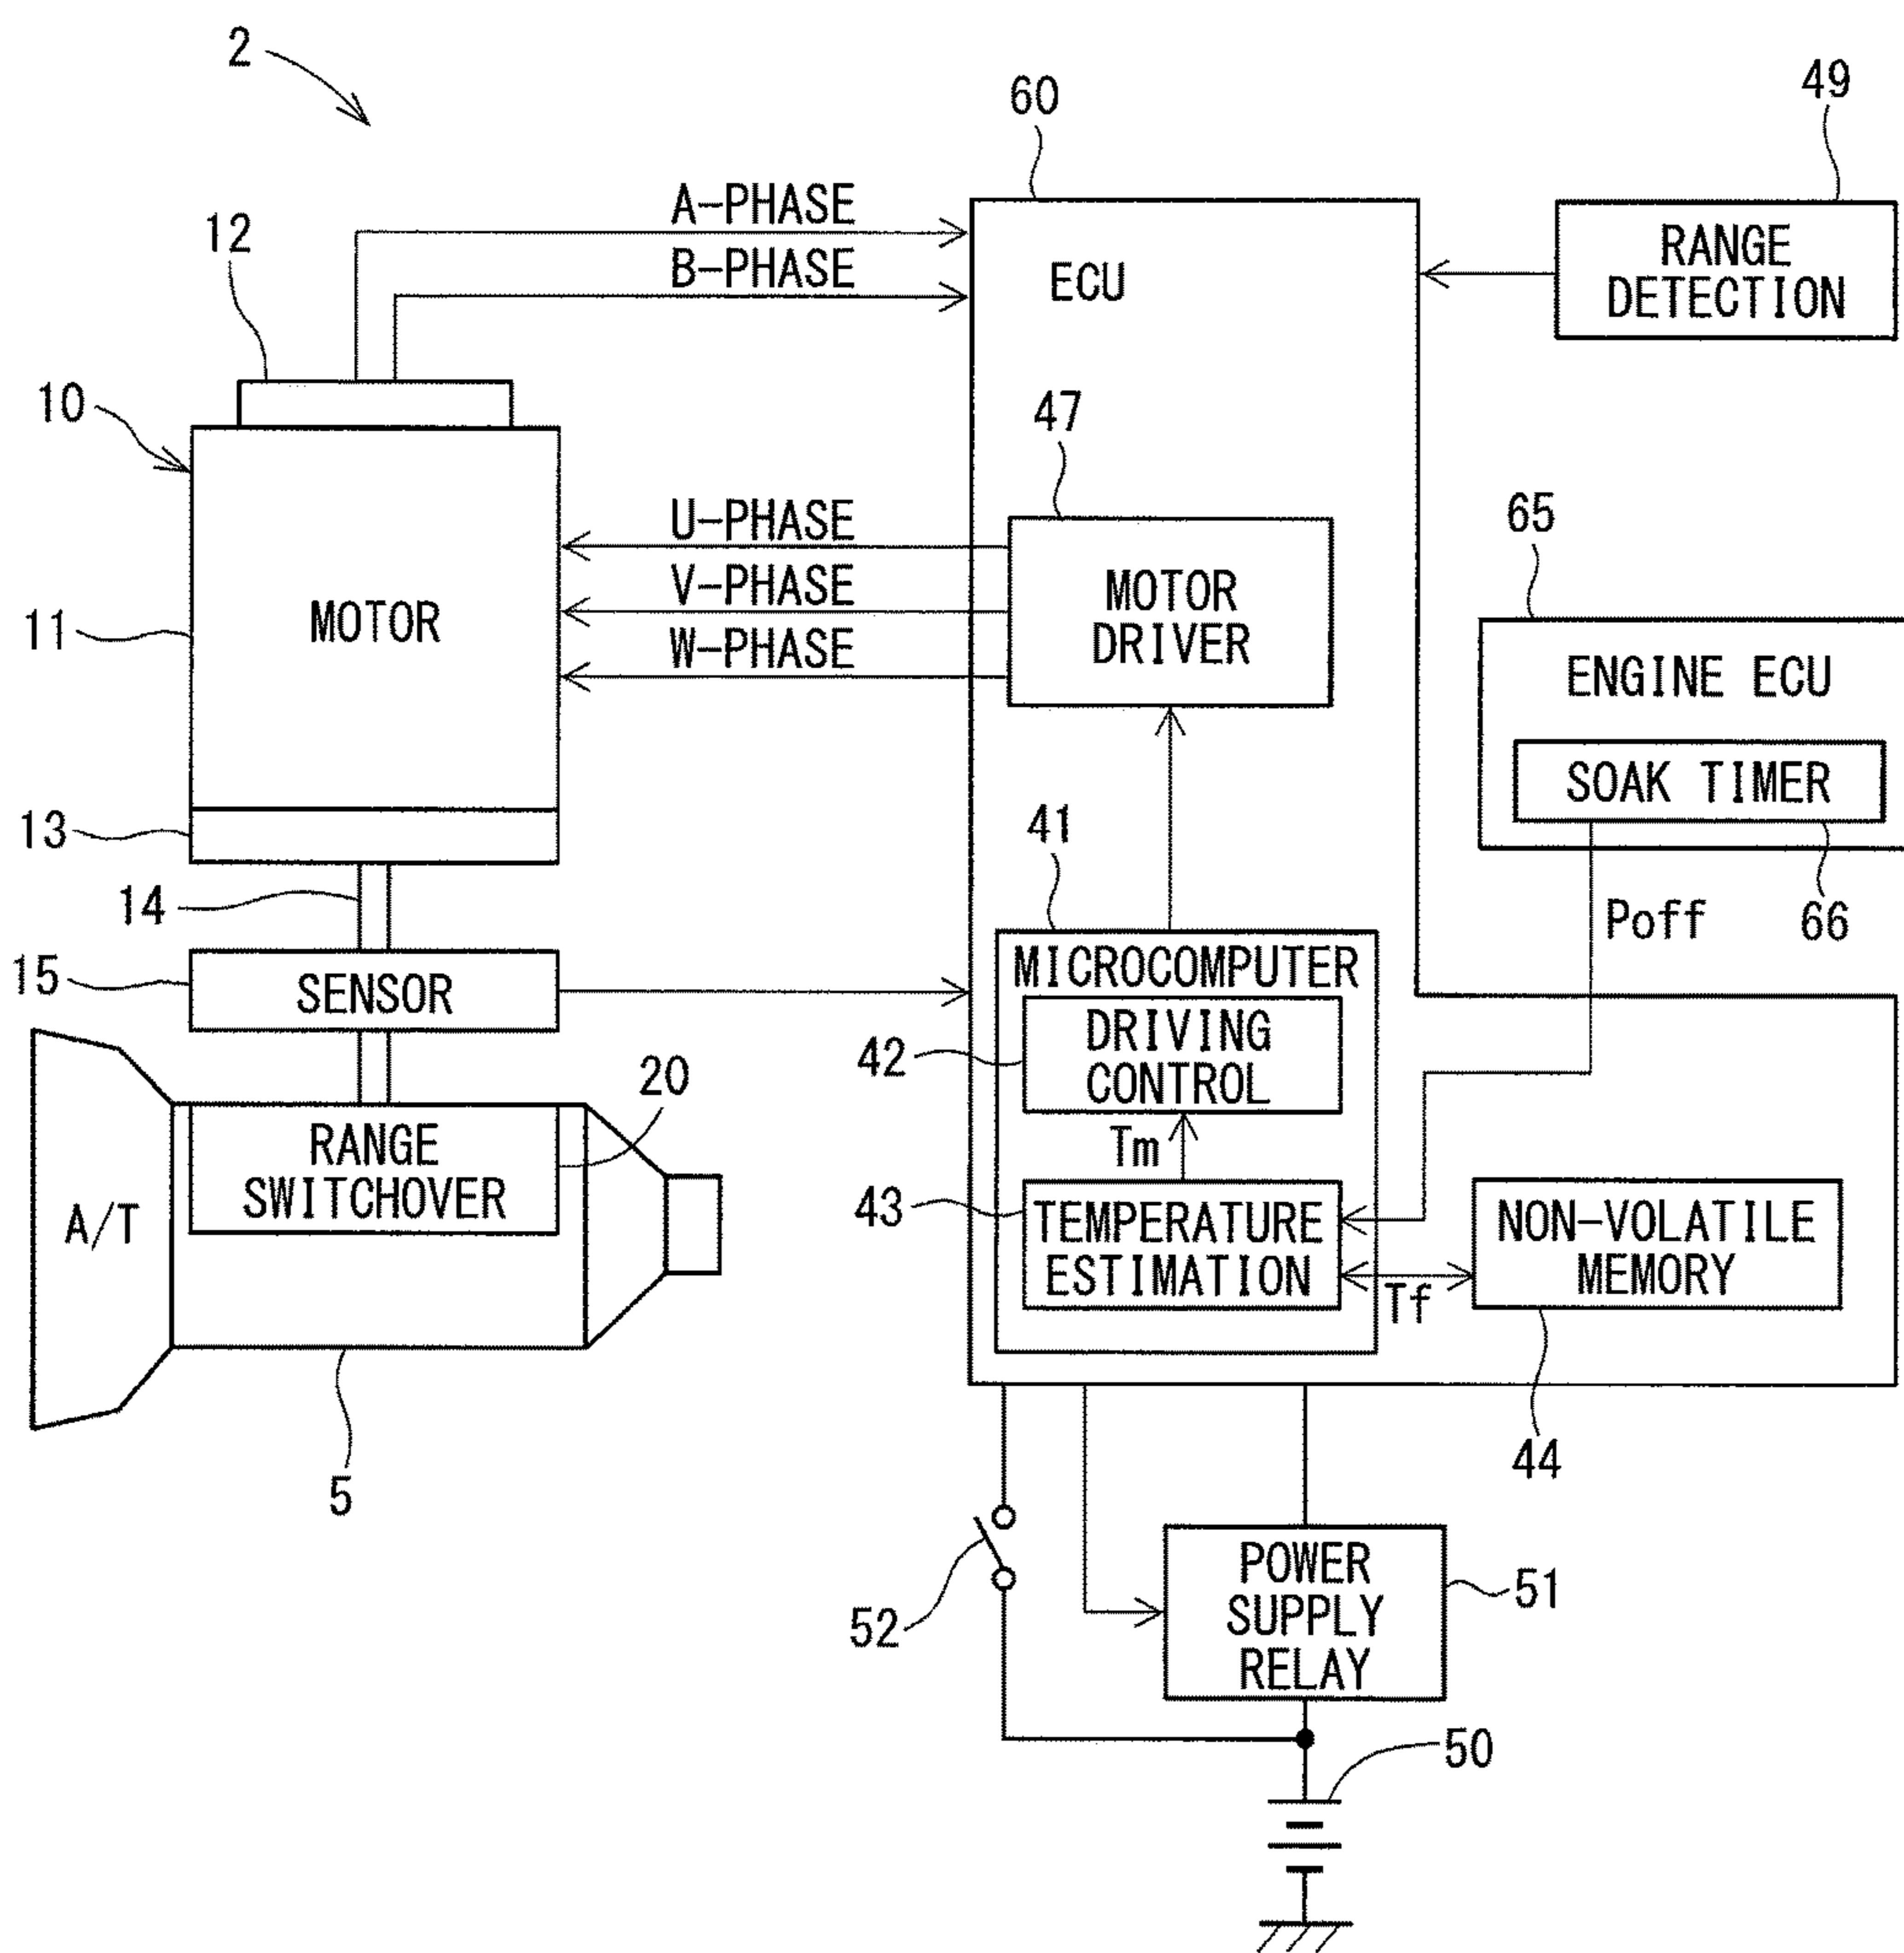 2
60
49
A-PHASE
12
B-PHASE
ECU
RANGE
DETECTION
10
47
U-PHASE
65
V-PHASE
MOTOR
DRIVER
11
MOTOR
W-PHASE
ENGINE ECU
SOAK TIMER
13
41
14
Poff
66
15
SENSOR
MICROCOMPUTER
42
DRIVING
CONTROL
20
RANGE
SWITCHOVER
Tm
A/T
43
TEMPERATURE
ESTIMATION
NON-VOLATILE
MEMORY
Tf
5
44
52
POWER
SUPPLY
RELAY
51
50